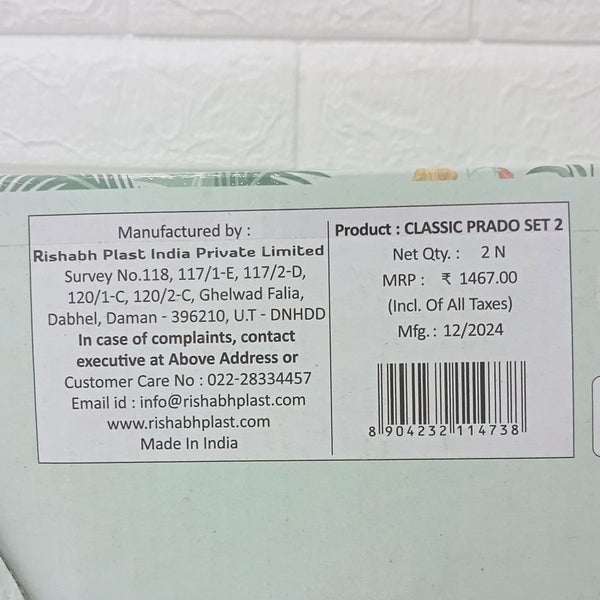 Manufactured by :
Rishabh Plast India Private Limited
Survey No.118, 117/1-E, 117/2-D,
120/1-C, 120/2-C, Ghelwad Falia,
Dabhel, Daman - 396210, U.T - DNHDD
In case of complaints, contact
executive at Above Address or
Customer Care No : 022-28334457
Email id : info@rishabhplast.com
www.rishabhplast.com
Made In India
Product : CLASSIC PRADO SET 2
Net Qty. : 2 N
MRP : ₹ 1467.00
(Incl. Of All Taxes)
Mfg. : 12/2024
8 904232 114738